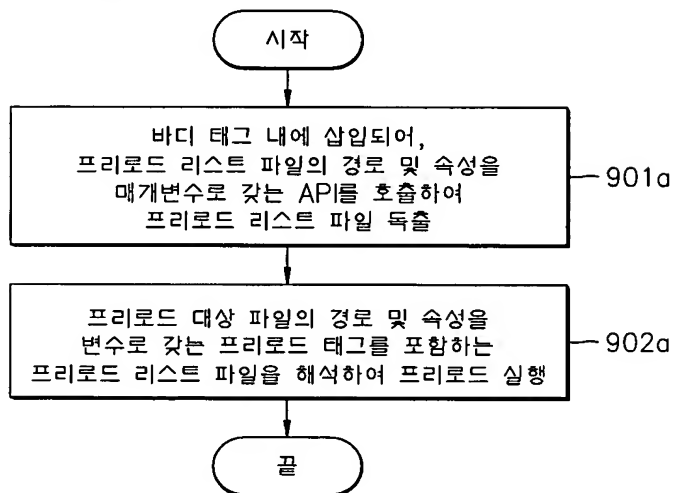 시작
바디 태그 내에 삽입되어,
프리로드 리스트 파일의 경로 및 속성을
매개변수로 갖는 API를 호출하여
프리로드 리스트 파일 독출
901a
프리로드 대상 파일의 경로 및 속성을
변수로 갖는 프리로드 태그를 포함하는
프리로드 리스트 파일을 해석하여 프리로드 실행
902a
끝